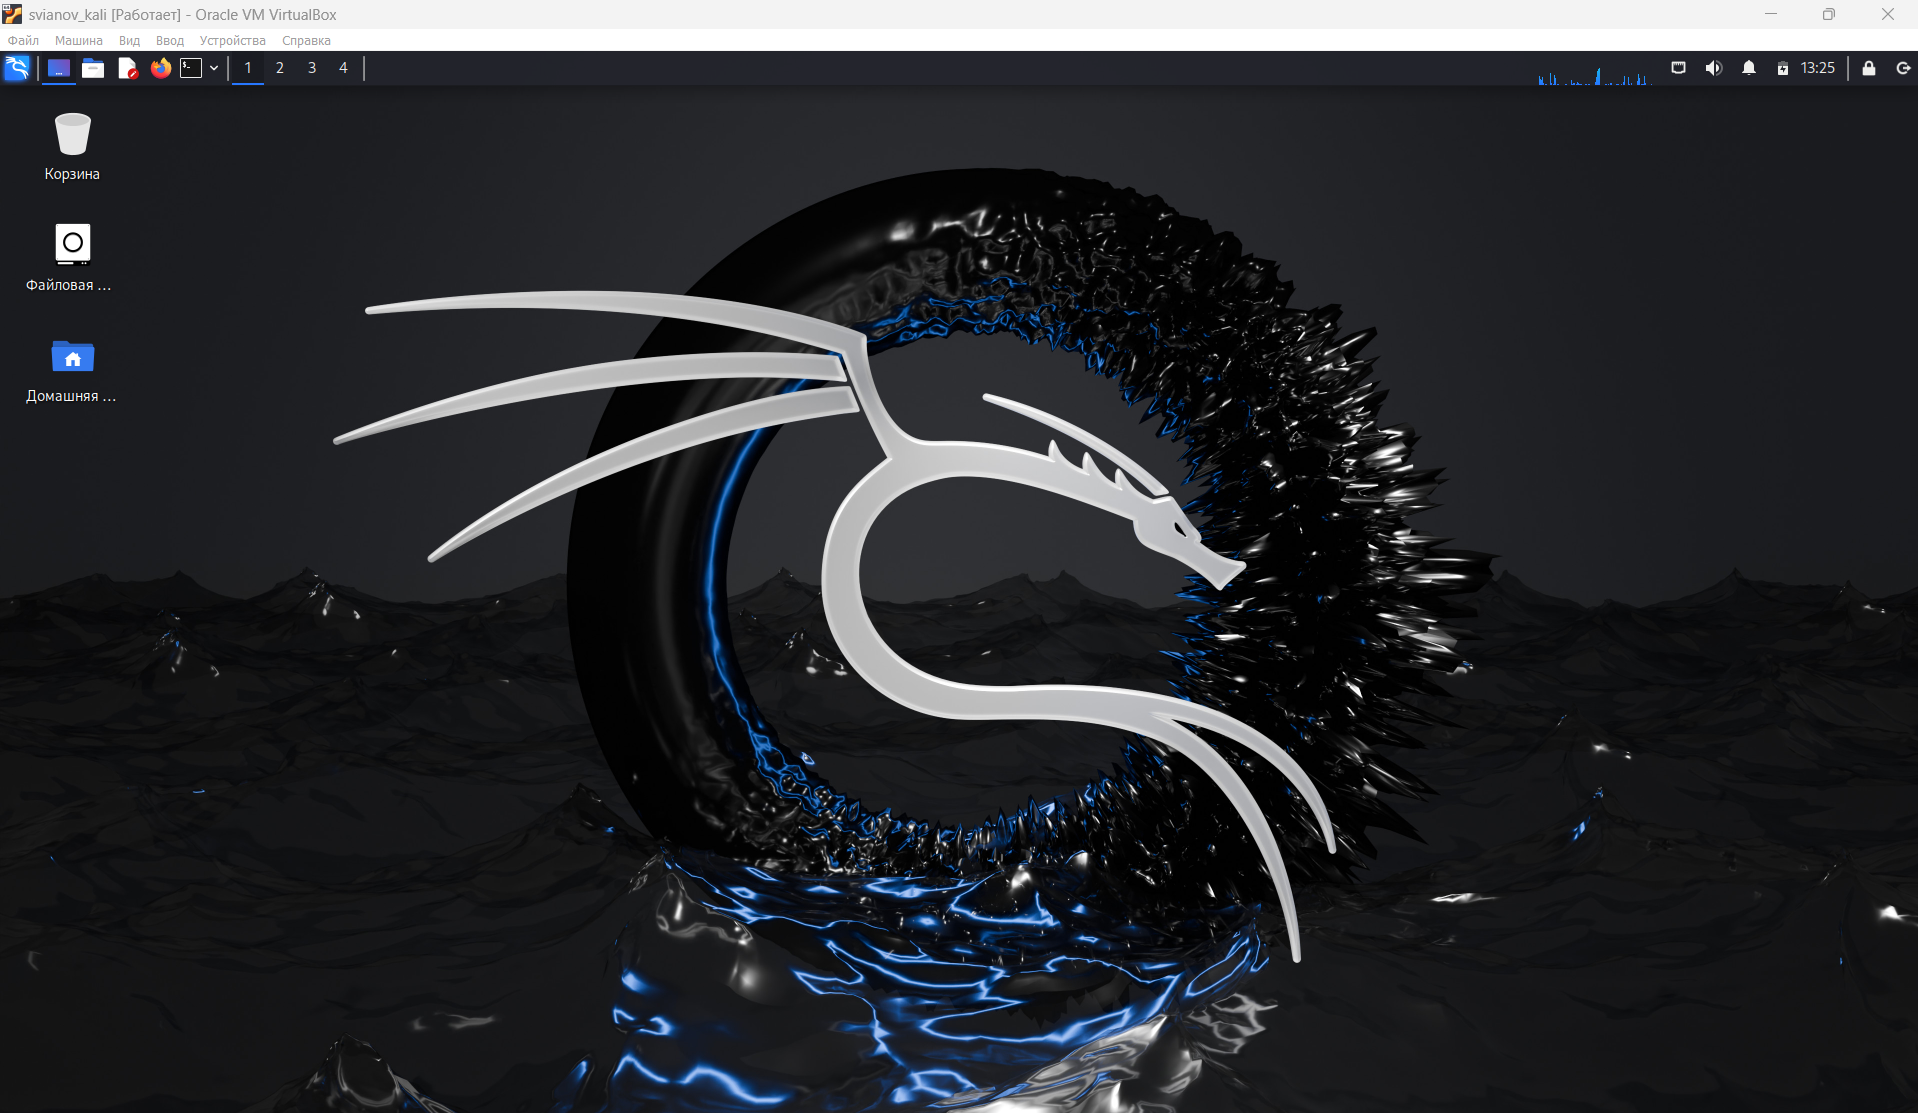 svianov_kali [Работает] - Oracle VM VirtualBox
Файл Машина Вид Ввод Устройства Справка
1 2 3 4 13:25
Корзина
Файловая ...
Домашняя ...